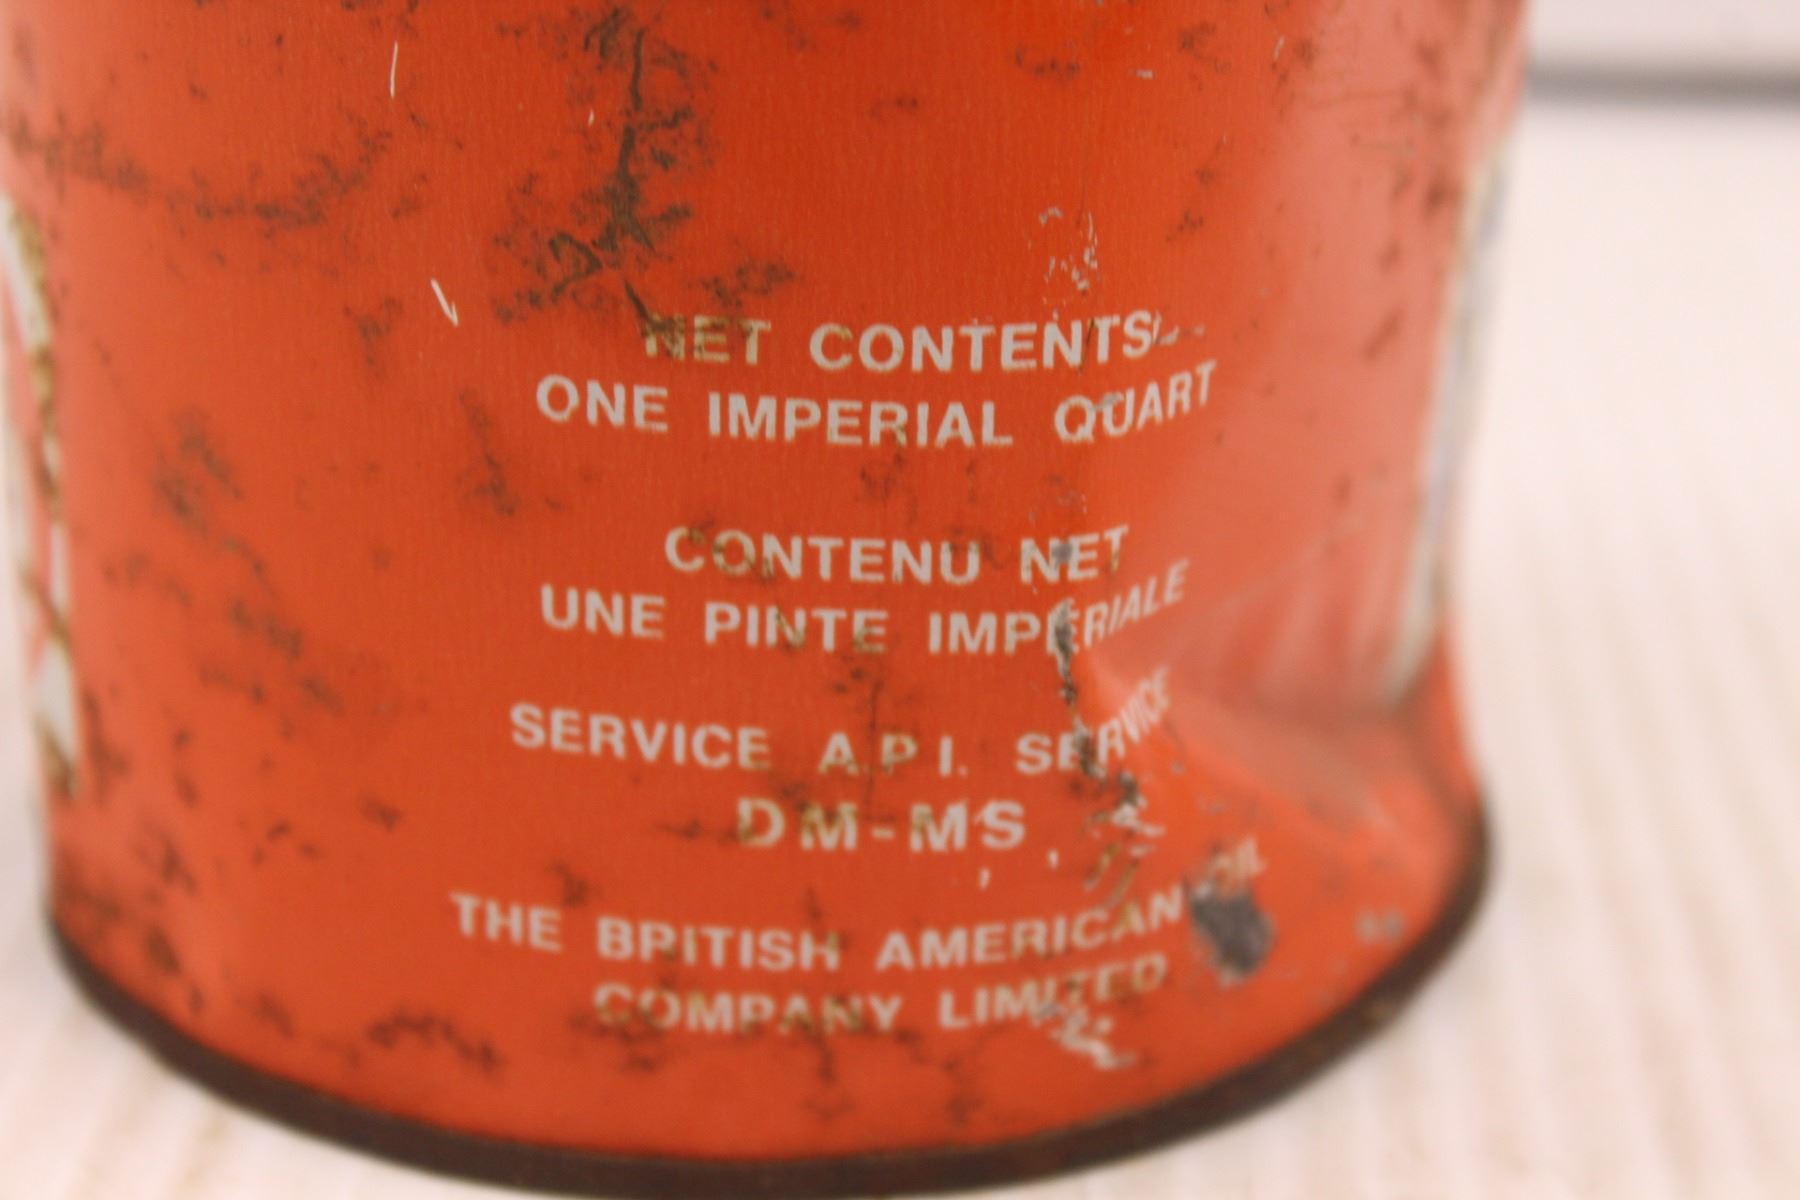 NET CONTENTS
ONE IMPERIAL QUART
CONTENU NET
UNE PINTE IMPERIALE
SERVICE A.P.I. SERVICE
DM-MS
THE BRITISH AMERICAN OIL
COMPANY LIMITED